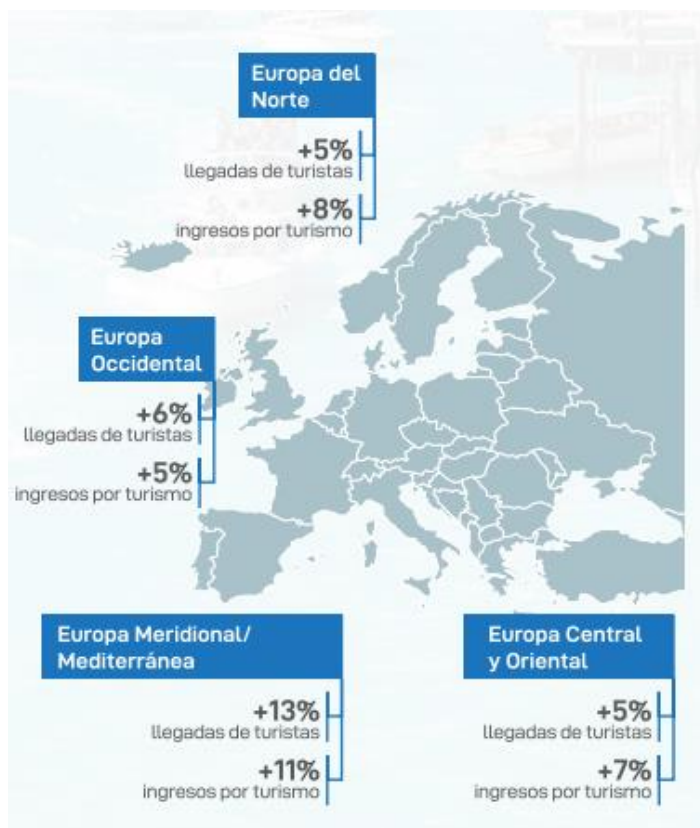 Europa del
Norte
+5%
llegadas de turistas
+8%
ingresos por turismo
Europa
Occidental
+6%
llegadas de turistas
+5%
ingresos por turismo
Europa Meridional/
Mediterránea
+13%
llegadas de turistas
+11%
ingresos por turismo
Europa Central
y Oriental
+5%
llegadas de turistas
+7%
ingresos por turismo